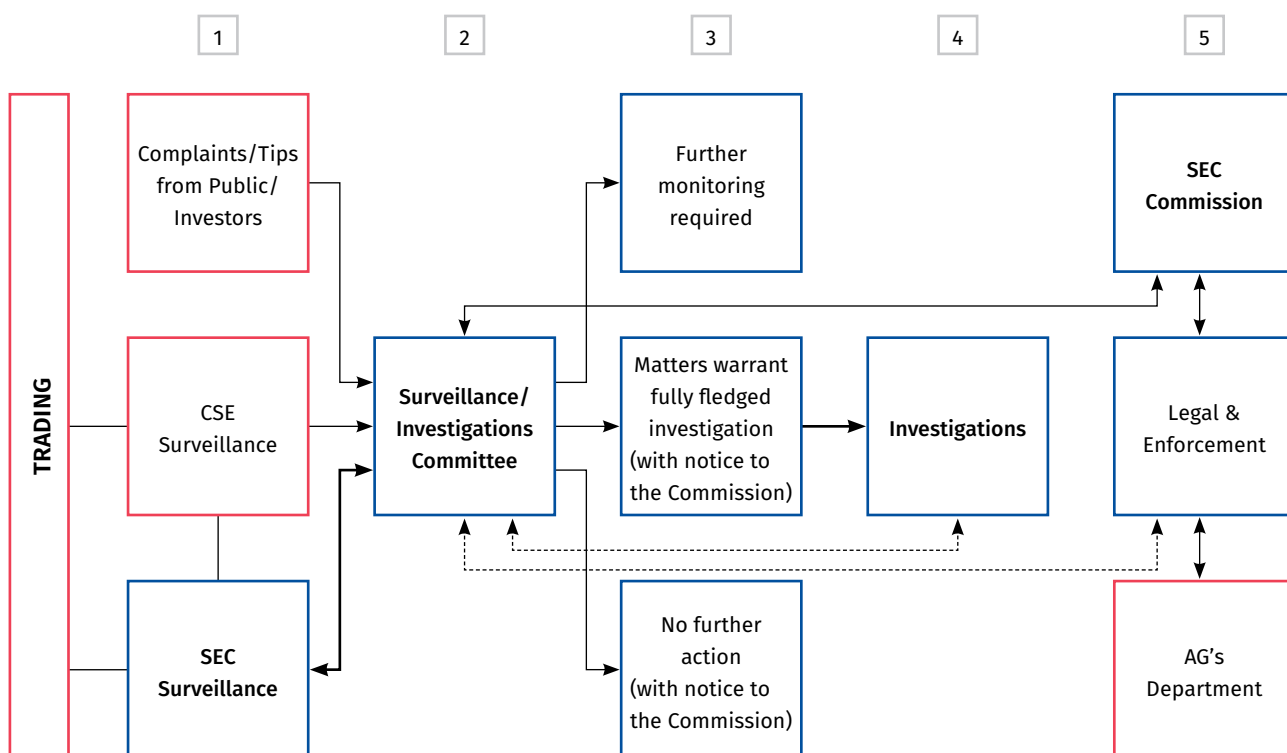 1
2
3
4
5
TRADING
Complaints/Tips
from Public/
Investors
CSE
Surveillance
SEC
Surveillance
Surveillance/
Investigations
Committee
Further
monitoring
required
Matters warrant
fully fledged
investigation
(with notice to
the Commission)
No further
action
(with notice to
the Commission)
Investigations
SEC
Commission
Legal &
Enforcement
AG's
Department